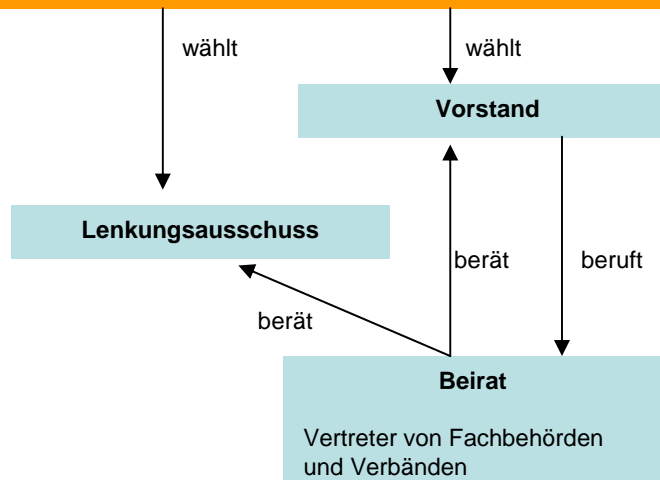 wählt
wählt
Vorstand
Lenkungsausschuss
berät
beruft
berät
Beirat
Vertreter von Fachbehörden
und Verbänden